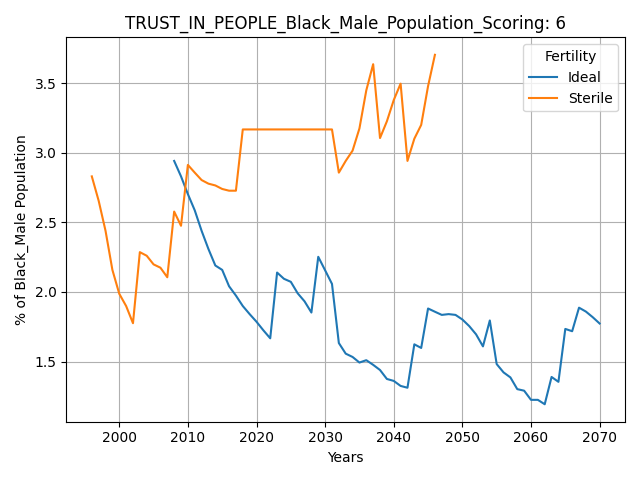 TRUST_IN_PEOPLE_Black_Male_Population_Scoring: 6
Fertility
Ideal
Sterile
% of Black_Male Population
3.5
3.0
2.5
2.0
1.5
2000 2010 2020 2030 2040 2050 2060 2070
Years